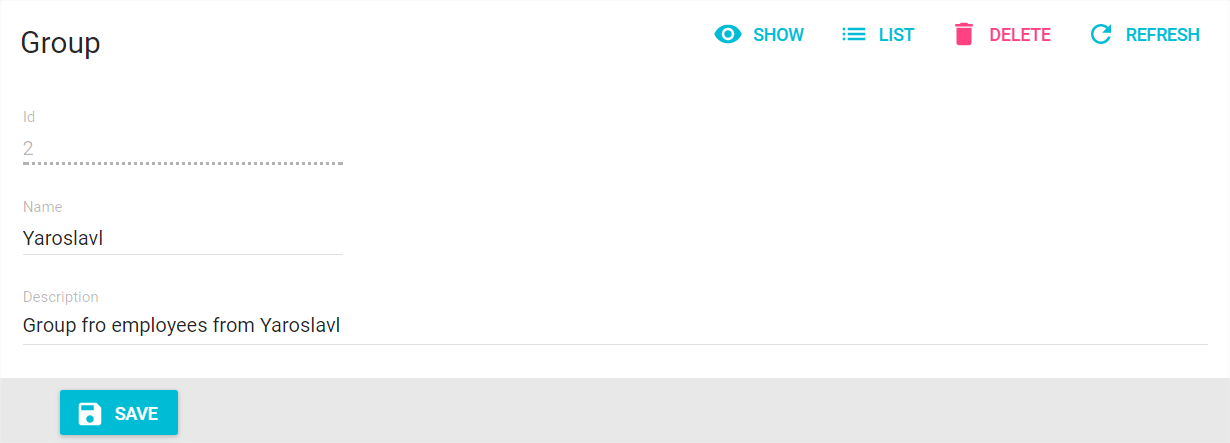 Group
SHOW
LIST
DELETE
REFRESH
Id
2
Name
Yaroslavl
Description
Group fro employees from Yaroslavl
SAVE